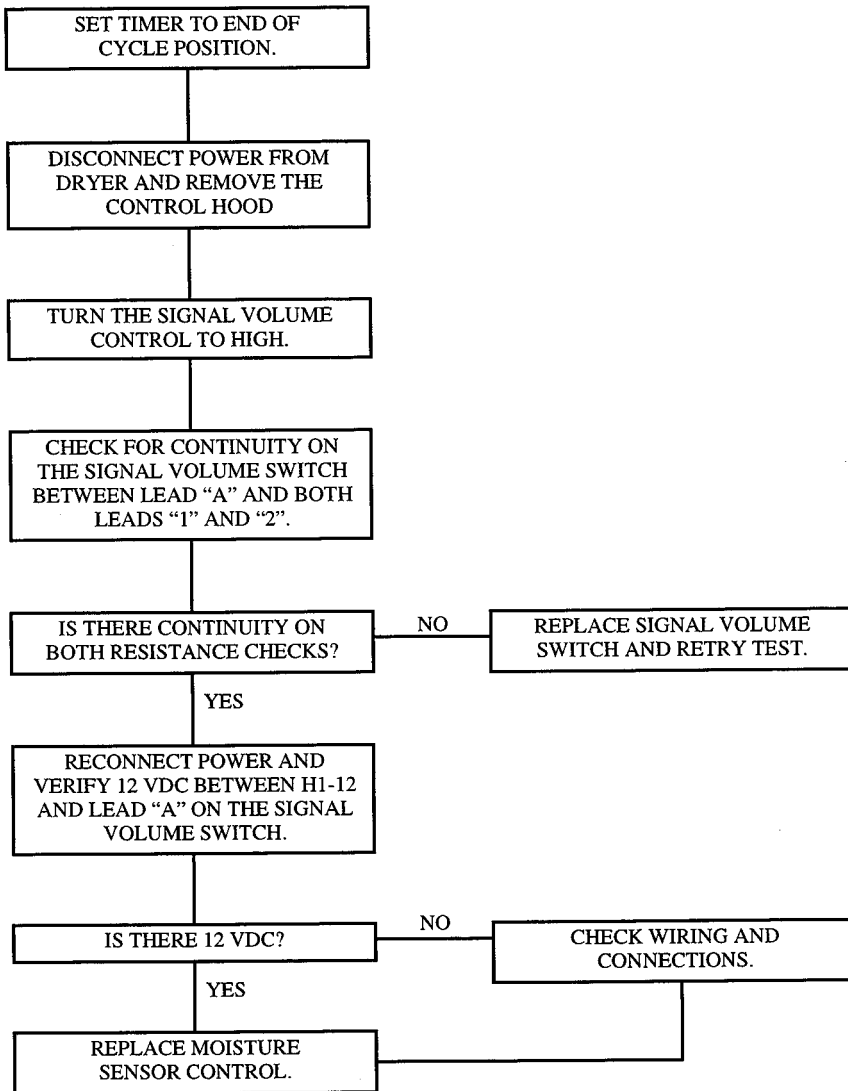 SET TIMER TO END OF
CYCLE POSITION.
DISCONNECT POWER FROM
DRYER AND REMOVE THE
CONTROL HOOD
TURN THE SIGNAL VOLUME
CONTROL TO HIGH.
CHECK FOR CONTINUITY ON
THE SIGNAL VOLUME SWITCH
BETWEEN LEAD “A” AND BOTH
LEADS “1” AND “2”.
IS THERE CONTINUITY ON
BOTH RESISTANCE CHECKS?
NO
REPLACE SIGNAL VOLUME
SWITCH AND RETRY TEST.
YES
RECONNECT POWER AND
VERIFY 12 VDC BETWEEN H1-12
AND LEAD “A” ON THE SIGNAL
VOLUME SWITCH.
IS THERE 12 VDC?
NO
CHECK WIRING AND
CONNECTIONS.
YES
REPLACE MOISTURE
SENSOR CONTROL.